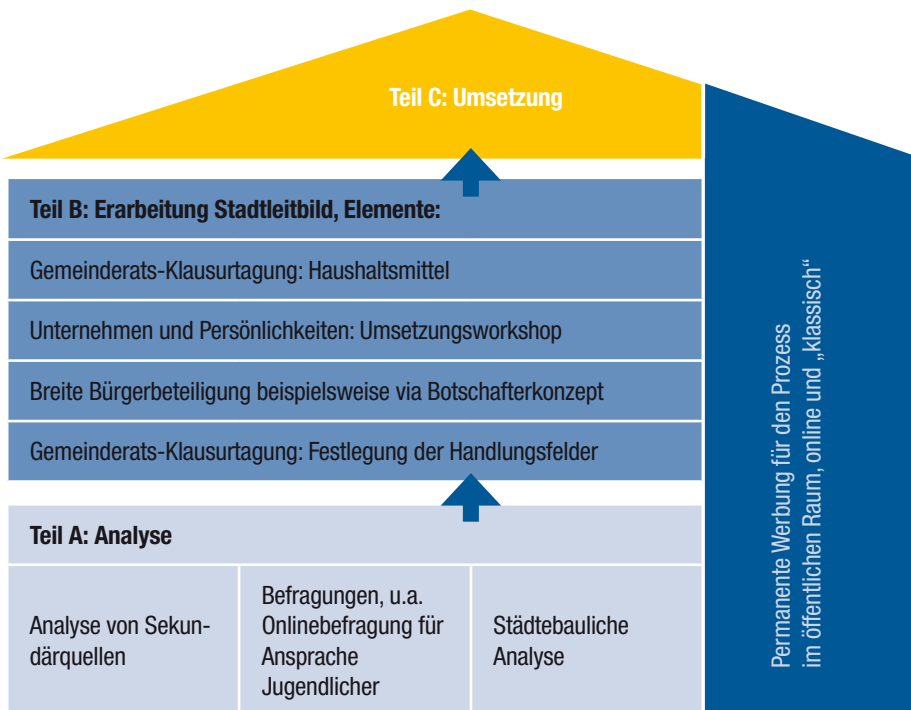 Teil C: Umsetzung
Teil B: Erarbeitung Stadtleitbild, Elemente:
Gemeinderats-Klausurtagung: Haushaltsmittel
Unternehmen und Persönlichkeiten: Umsetzungsworkshop
Breite Bürgerbeteiligung beispielsweise via Botschafterkonzept
Gemeinderats-Klausurtagung: Festlegung der Handlungsfelder
Teil A: Analyse
Analyse von Sekun-
därquellen
Befragungen, u.a.
Onlinebefragung für
Ansprache
Jugendlicher
Städtebauliche
Analyse
Permanente Werbung für den Prozess
im öffentlichen Raum, online und „klassisch“